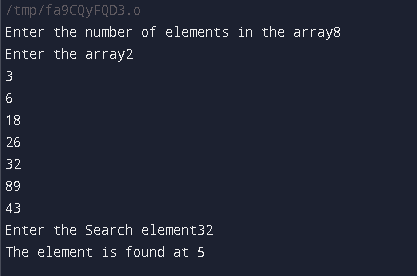 /tmp/fa9CQyFQD3.o
Enter the number of elements in the array8
Enter the array2
3
6
18
26
32
89
43
Enter the Search element32
The element is found at 5